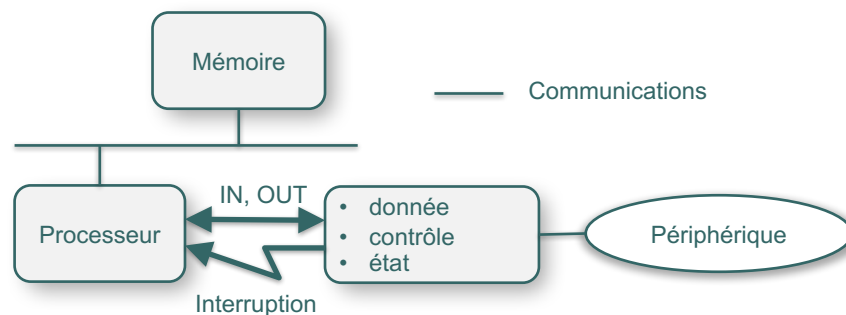 Mémoire
Communications
IN, OUT
Processeur
• donnée
• contrôle
• état
Périphérique
Interruption